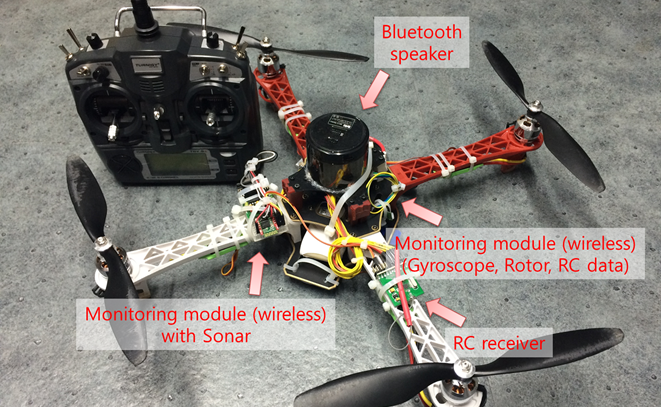 Bluetooth
speaker
Monitoring module (wireless)
(Gyroscope, Rotor, RC data)
Monitoring module (wireless)
with Sonar
RC receiver